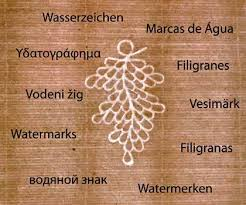 Wasserzeichen
Marcas de Água
Υδατογράφημα
Filigranes
Vodeni žig
Vesimärk
Watermarks
Filigranas
водяной знак
Watermerken